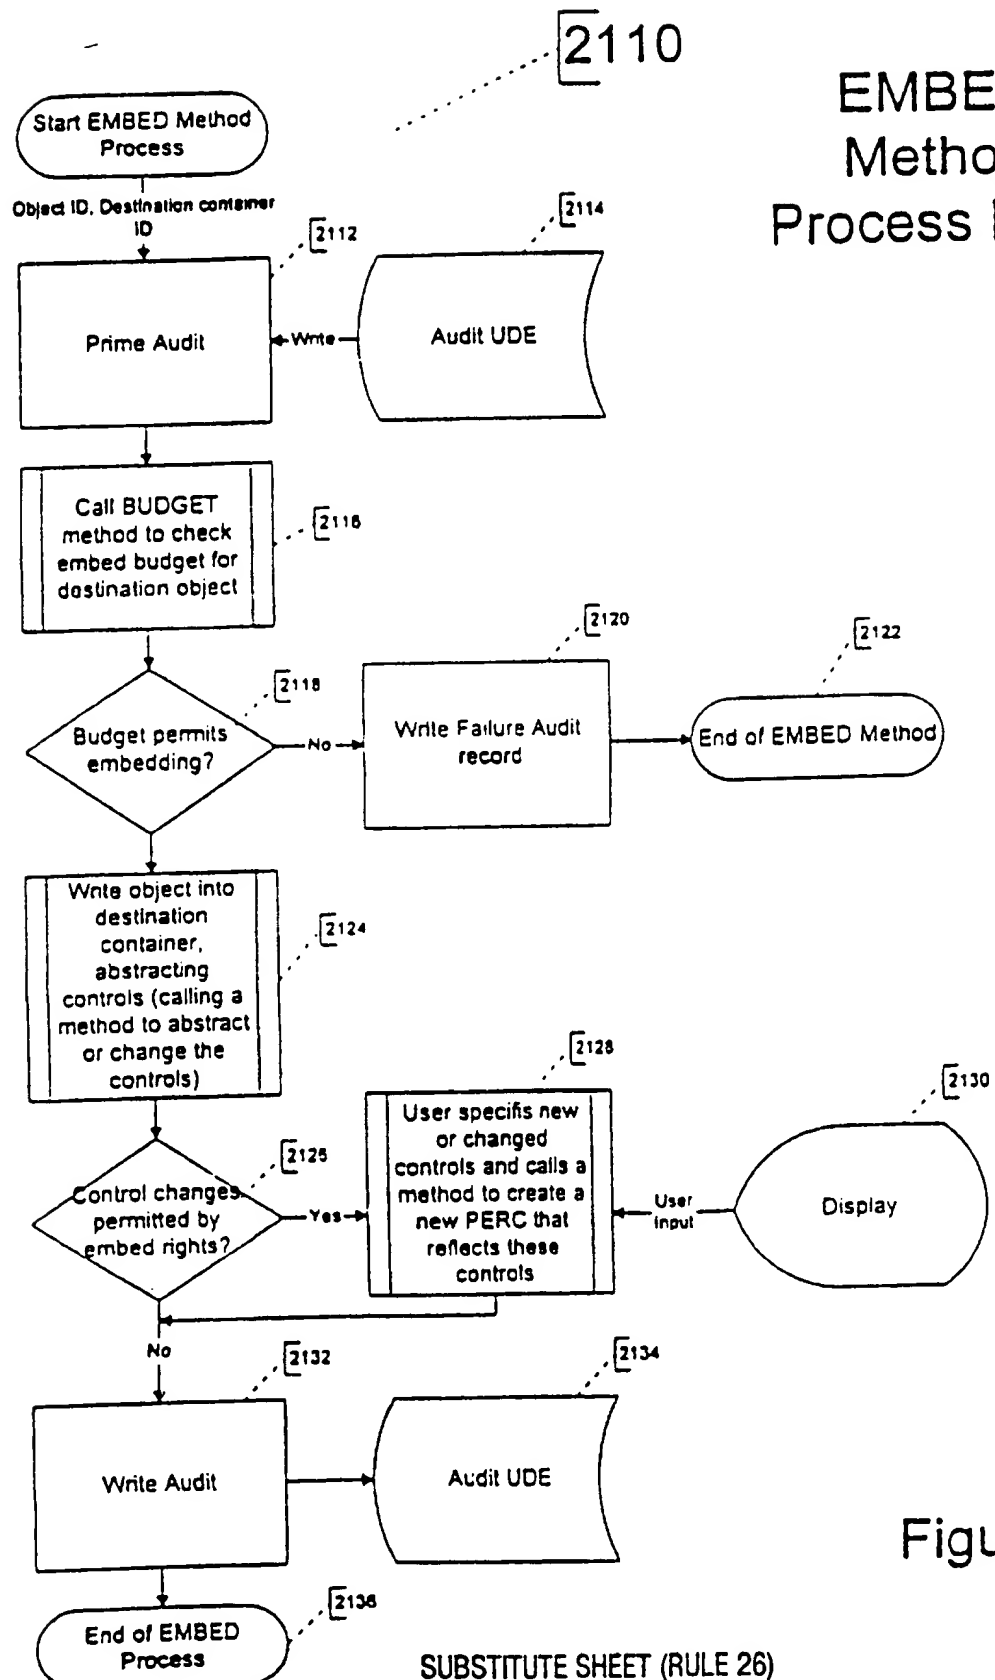 2110
EMBE
Metho
Process
Start EMBED Method
Process
Object ID, Destination container
ID
2112
2114
Prime Audit
Write
Audit UDE
Call BUDGET
method to check
embed budget for
destination object
2116
2120
2122
2118
Budget permits
embedding?
No
Write Failure Audit
record
End of EMBED Method
Write object into
destination
container,
abstracting
controls (calling a
method to abstract
or change the
controls)
2124
2128
2130
User specifis new
or changed
controls and calls a
method to create a
new PERC that
reflects these
controls
2126
Control changes
permitted by
embed rights?
Yes
User
Input
Display
No
2132
2134
Write Audit
Audit UDE
Figu
2136
End of EMBED
Process
SUBSTITUTE SHEET (RULE 26)